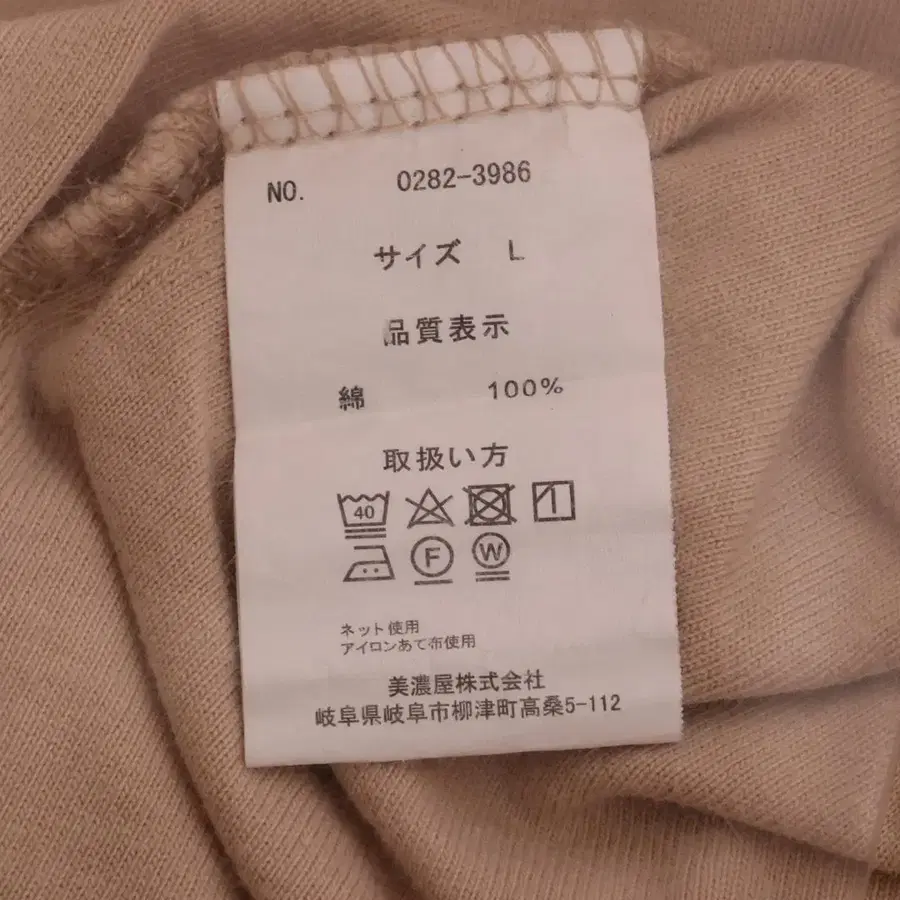 NO. 0282-3986
サイズ L
品質表示
綿 100%
取扱い方
40
F W
ネット使用
アイロンあて布使用
美濃屋株式会社
岐阜県岐阜市柳津町高桑5-112